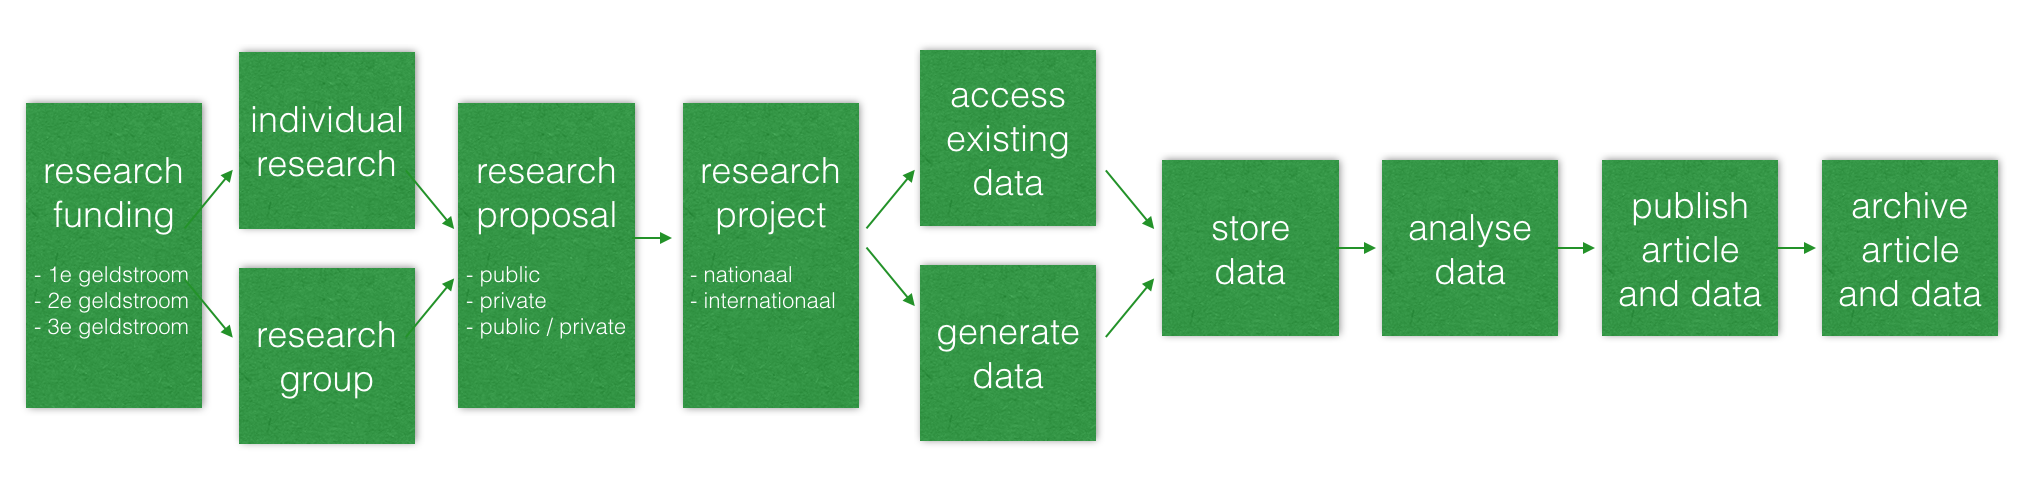 research
funding
- 1e geldstroom
- 2e geldstroom
- 3e geldstroom
individual
research
research
group
research
proposal
- public
- private
- public / private
research
project
- nationaal
- internationaal
access
existing
data
generate
data
store
data
analyse
data
publish
article
and data
archive
article
and data